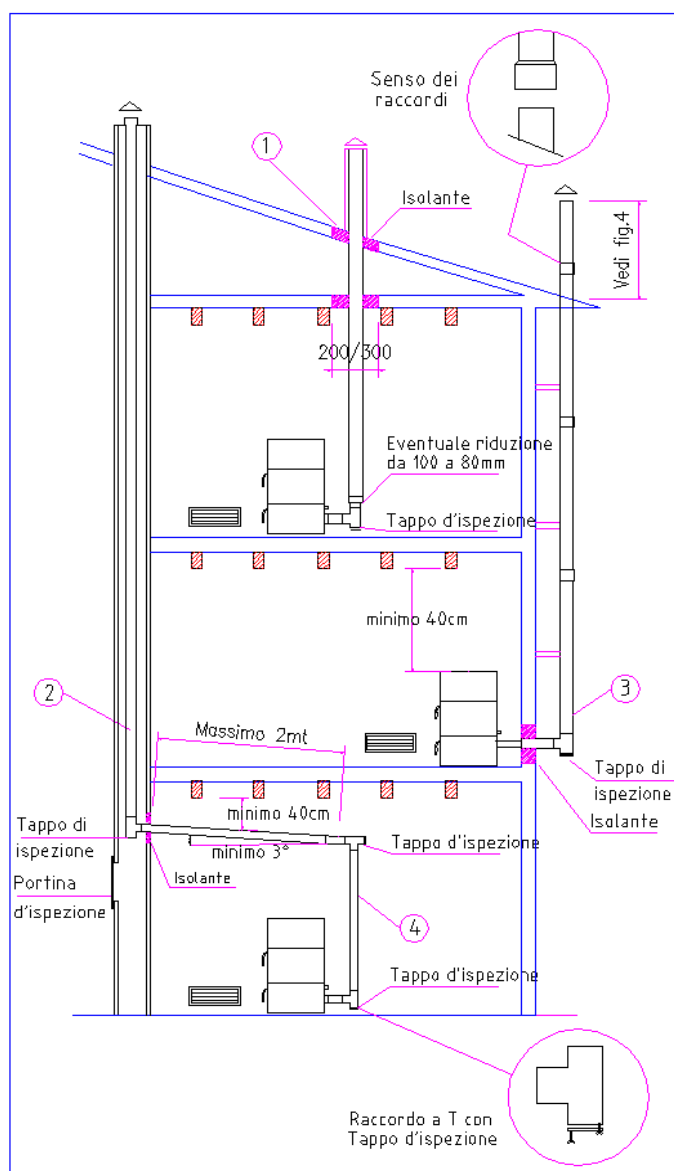 Senso dei
raccordi
1
Isolante
Vedi fig.4
200/300
Eventuale riduzione
da 100 a 80mm
Tappo d'ispezione
minimo 40cm
2
3
Massimo 2mt
Tappo di
ispezione
Isolante
minimo 40cm
Tappo di
ispezione
minimo 3°
Tappo d'ispezione
Isolante
Portina
d'ispezione
4
Tappo d'ispezione
Raccordo a T con
Tappo d'ispezione